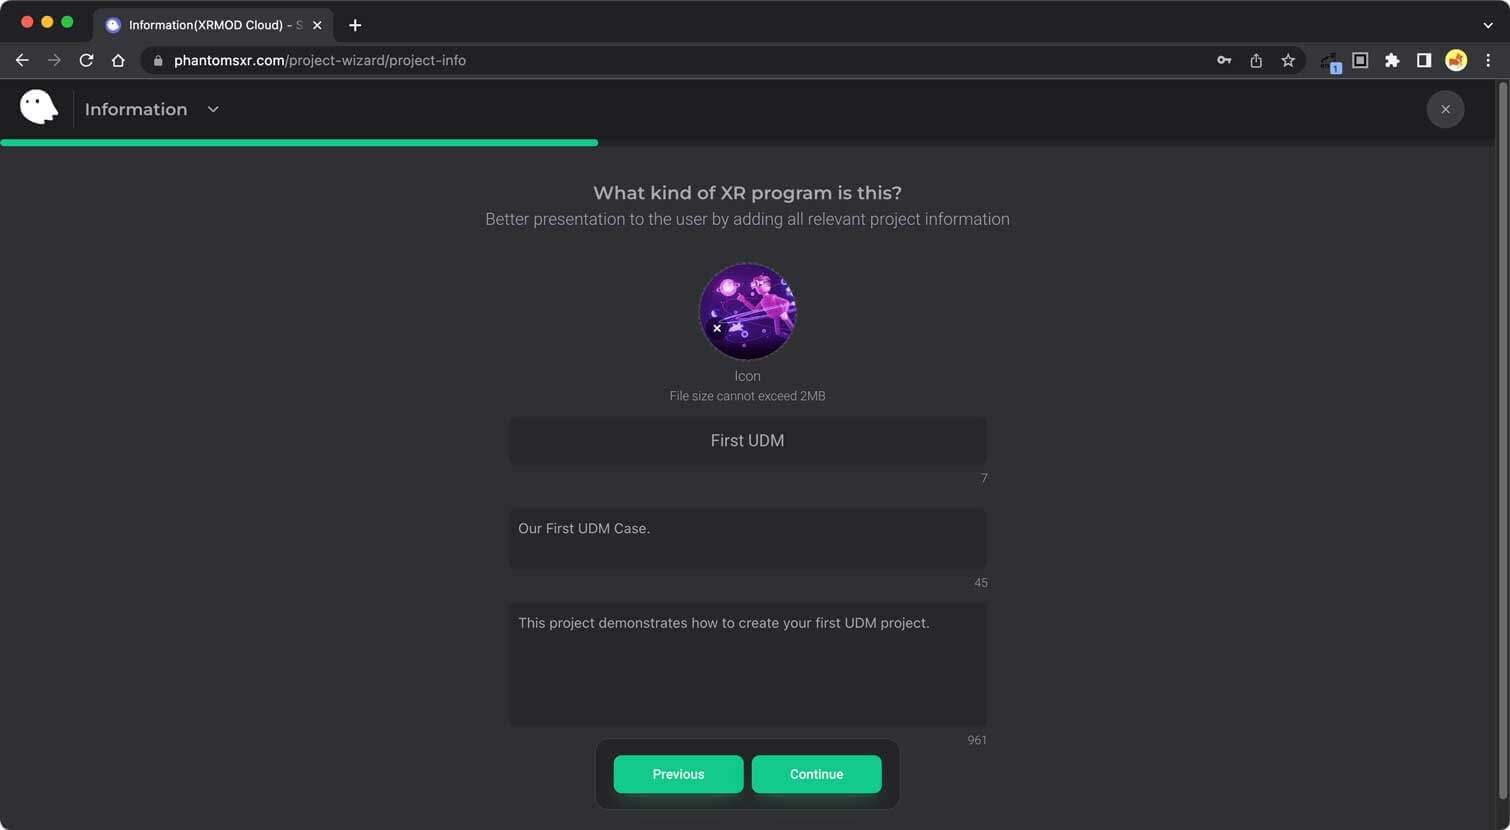 Information(XRMOD Cloud) - S
phantomsxr.com/project-wizard/project-info
1
Information
What kind of XR program is this?
Better presentation to the user by adding all relevant project information
Icon
File size cannot exceed 2MB
First UDM
7
Our First UDM Case.
45
This project demonstrates how to create your first UDM project.
961
Previous
Continue